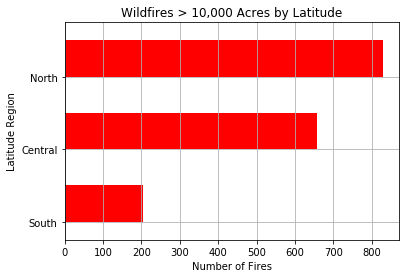 Wildfires > 10,000 Acres by Latitude
Latitude Region
North
Central
South
0 100 200 300 400 500 600 700 800
Number of Fires